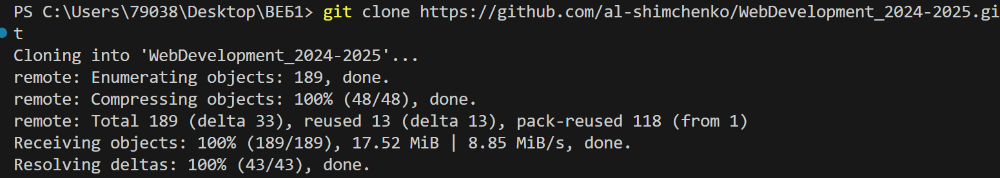 PS C:\Users\79038\Desktop\ВЕБ1> git clone https://github.com/al-shimchenko/WebDevelopment_2024-2025.gi
t
Cloning into 'WebDevelopment_2024-2025'...
remote: Enumerating objects: 189, done.
remote: Compressing objects: 100% (48/48), done.
remote: Total 189 (delta 33), reused 13 (delta 13), pack-reused 118 (from 1)
Receiving objects: 100% (189/189), 17.52 MiB | 8.85 MiB/s, done.
Resolving deltas: 100% (43/43), done.